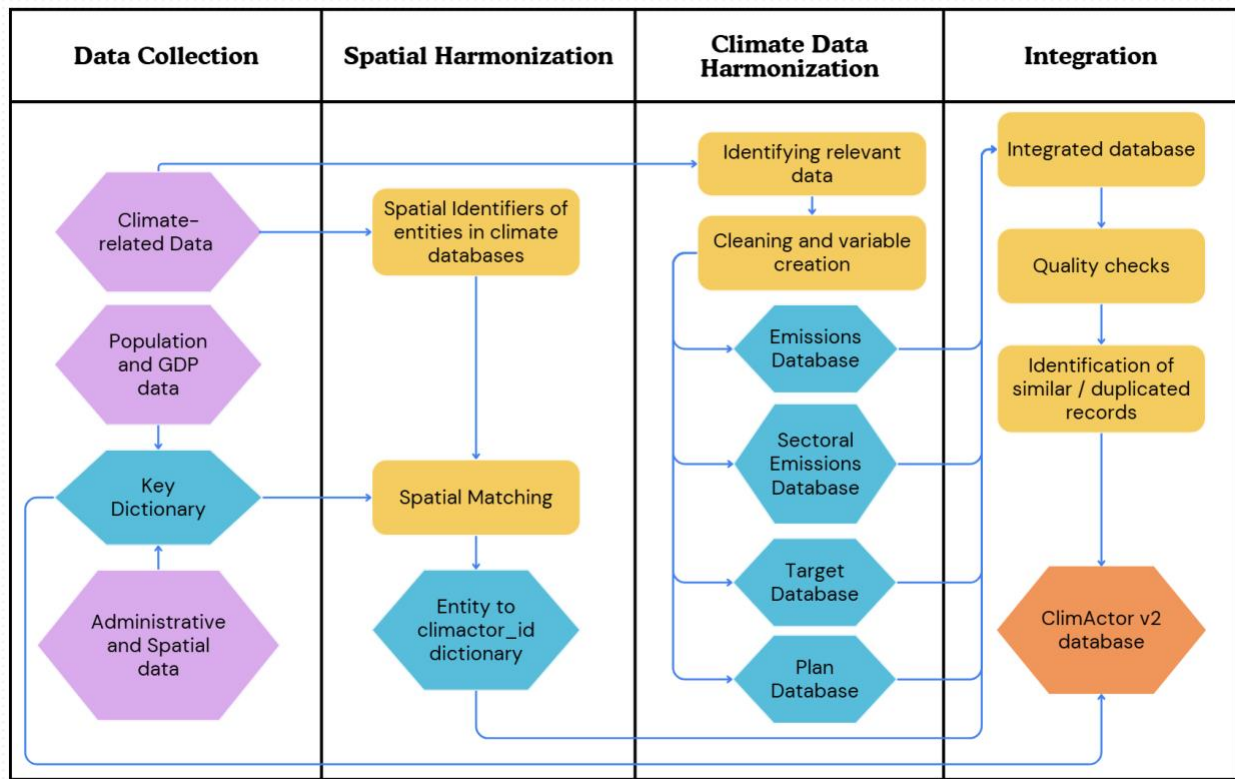 Data Collection
Spatial Harmonization
Climate Data
Harmonization
Integration
Climate-
related Data
Population
and GDP
data
Key
Dictionary
Administrative
and Spatial
data
Spatial Identifiers of
entities in climate
databases
Spatial Matching
Entity to
climactor_id
dictionary
Identifying relevant
data
Cleaning and variable
creation
Emissions
Database
Sectoral
Emissions
Database
Target
Database
Plan
Database
Integrated database
Quality checks
Identification of
similar / duplicated
records
ClimActor v2
database